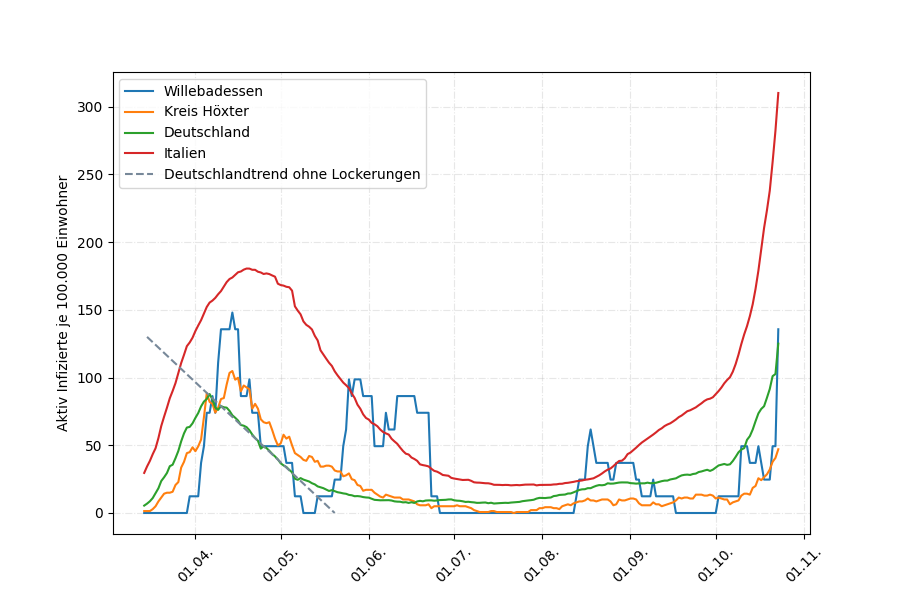 Willebadessen
Kreis Höxter
Deutschland
Italien
Deutschlandtrend ohne Lockerungen
Aktiv Infizierte je 100.000 Einwohner
300
250
200
150
100
50
0
01.04.
01.05.
01.06.
01.07.
01.08.
01.09.
01.10.
01.11.